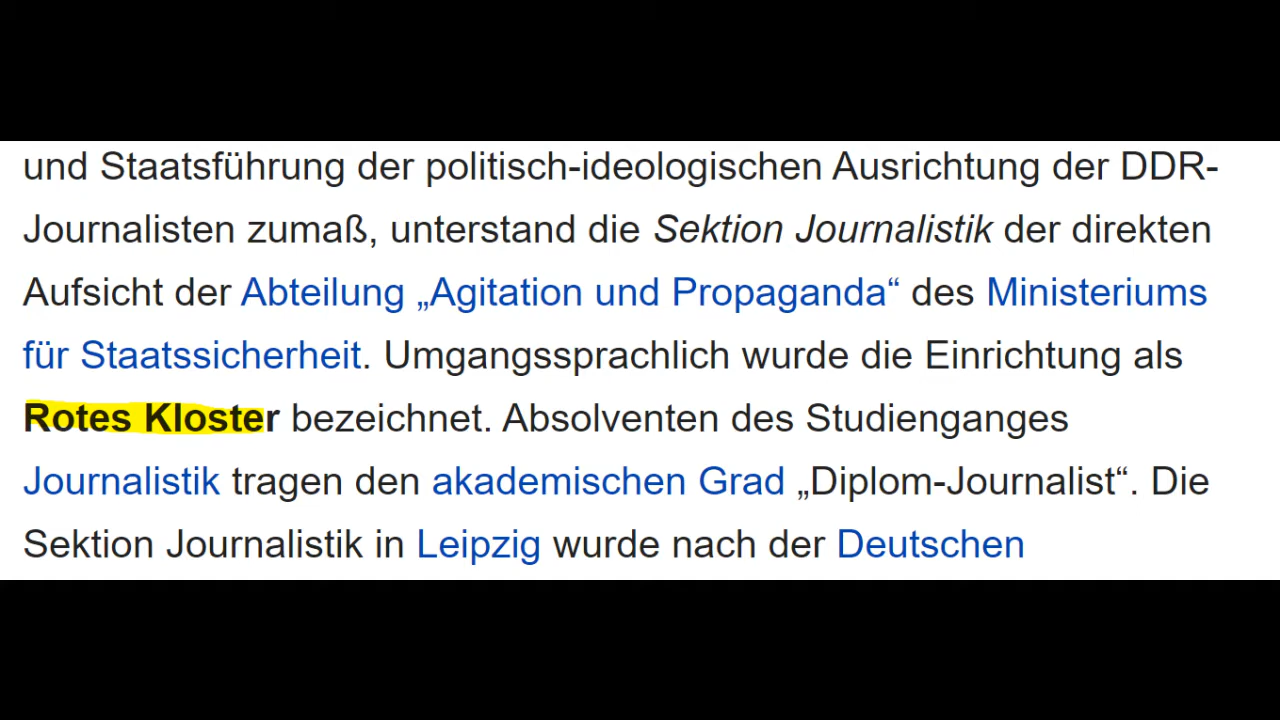 und Staatsführung der politisch-ideologischen Ausrichtung der DDR-
Journalisten zumaß, unterstand die Sektion Journalistik der direkten
Aufsicht der Abteilung „Agitation und Propaganda“ des Ministeriums
für Staatssicherheit. Umgangssprachlich wurde die Einrichtung als
Rotes Kloster bezeichnet. Absolventen des Studienganges
Journalistik tragen den akademischen Grad „Diplom-Journalist“. Die
Sektion Journalistik in Leipzig wurde nach der Deutschen